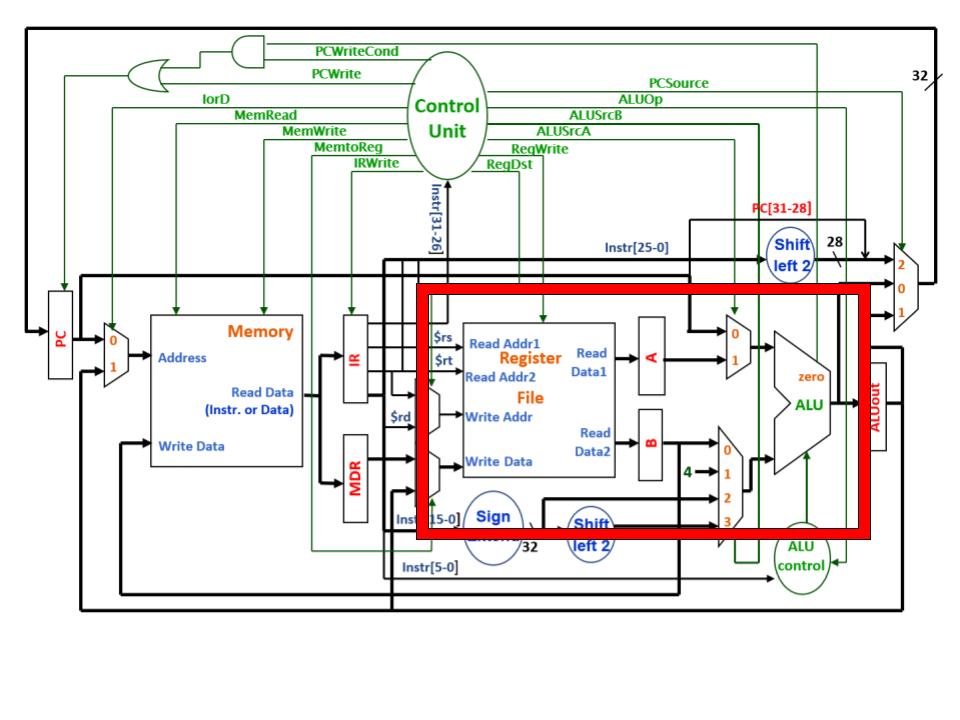 PCWriteCond
PCWrite
IorD
MemRead
MemWrite
MemtoReg
IRWrite
Control
Unit
PCSource
ALUOp
ALUSrcB
ALUSrcA
RegWrite
RegDst
32
Instr[31-26]
PC[31-28]
Instr[25-0]
Shift
left 2
28
2
0
1
PC
0
1
Memory
Address
Read Data
(Instr. or Data)
Write Data
IR
MDR
$rs
$rt
$rd
Read Addr1
Register
Read Addr2
File
Write Addr
Write Data
Read
Data1
Read
Data2
A
B
0
1
4
0
1
2
3
zero
ALU
ALUout
Instr[15-0]
Sign
32
Shift
left 2
ALU
control
Instr[5-0]